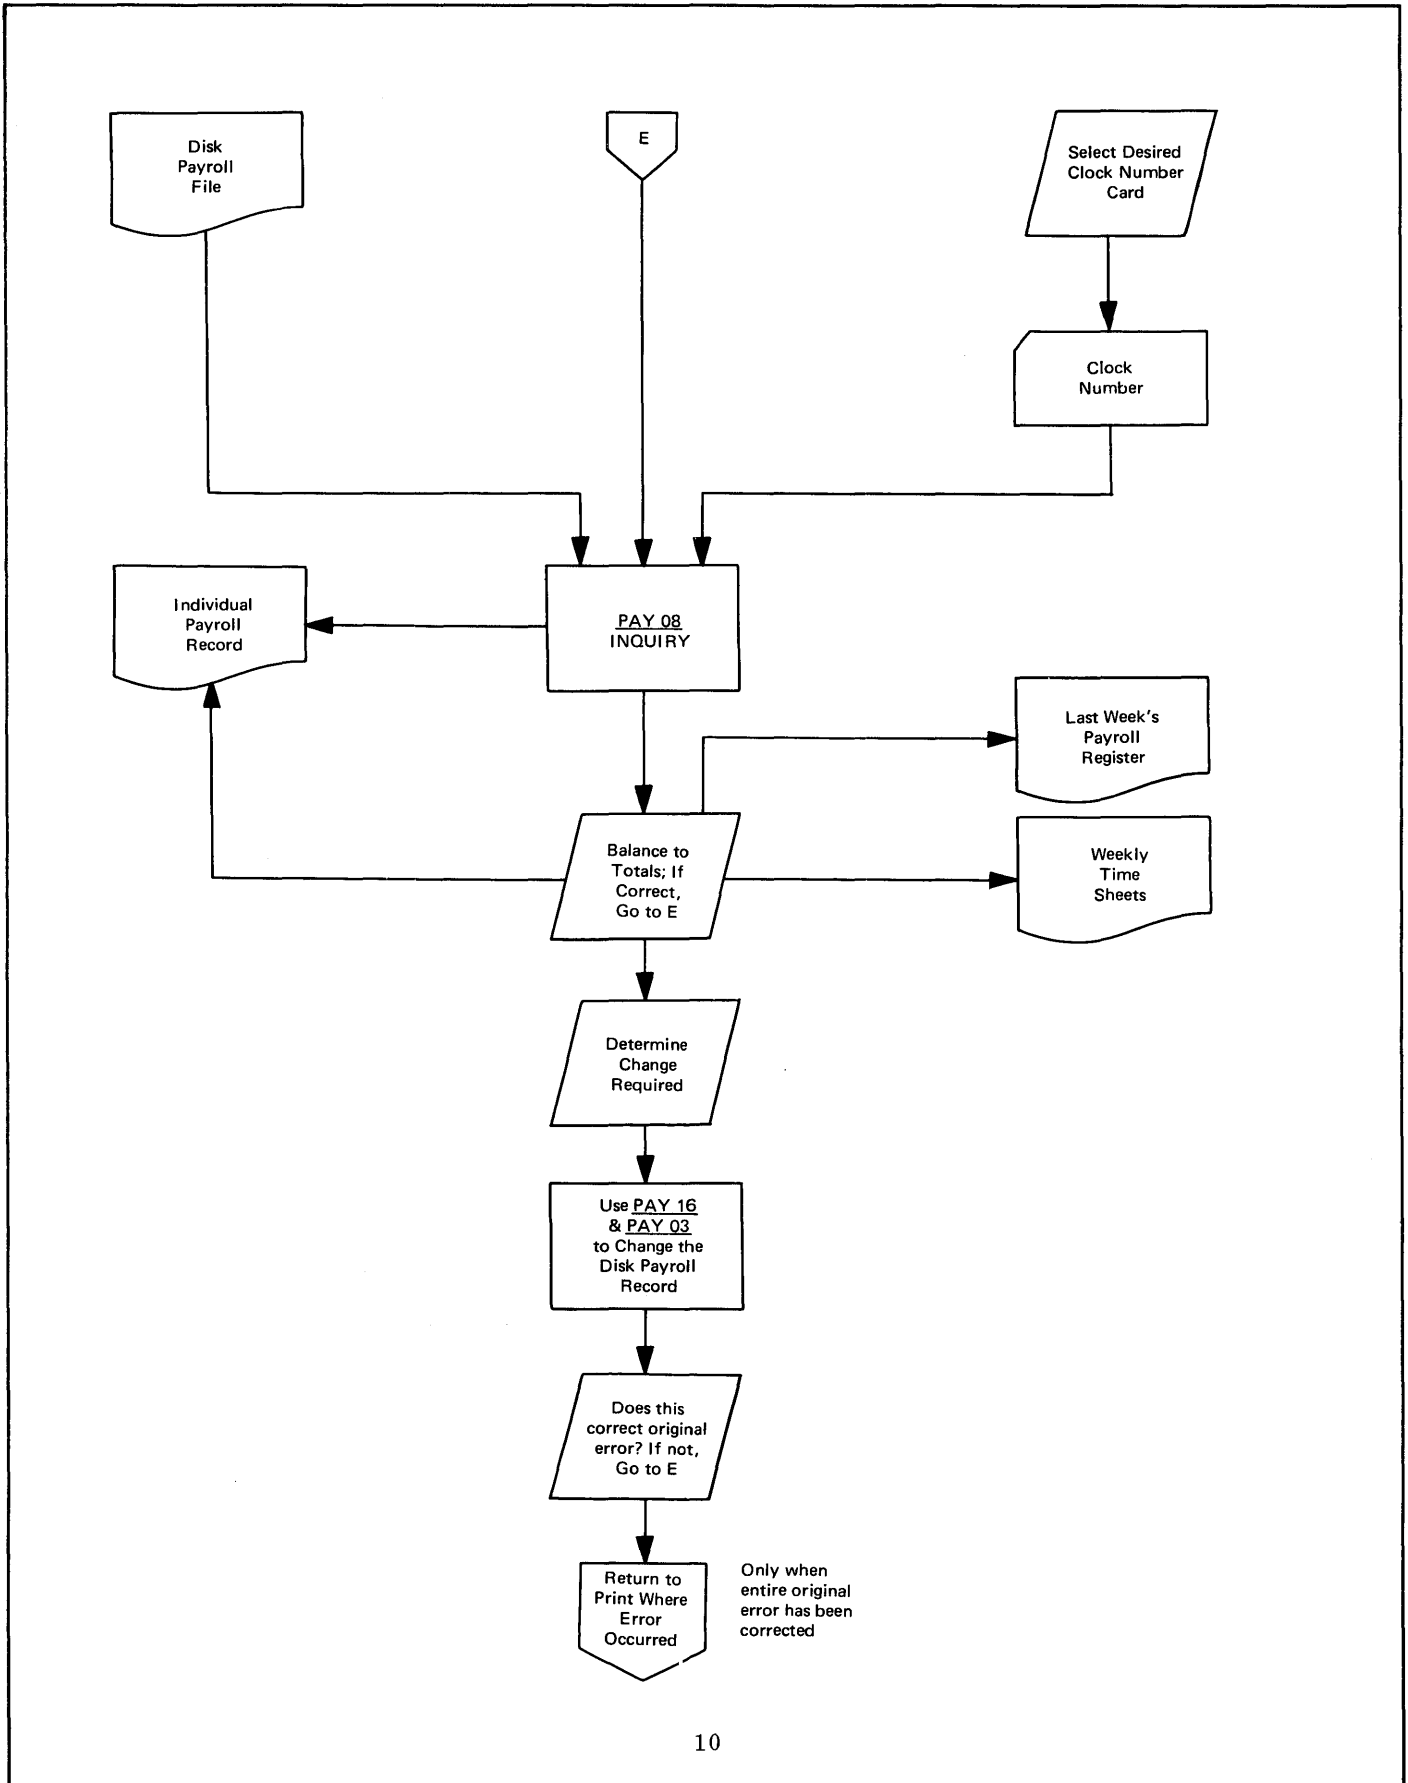 Disk
Payroll
File
E
Select Desired
Clock Number
Card
Clock
Number
Individual
Payroll
Record
PAY 08
INQUIRY
Last Week's
Payroll
Register
Balance to
Totals; If
Correct,
Go to E
Weekly
Time
Sheets
Determine
Change
Required
Use PAY 16
& PAY 03
to Change the
Disk Payroll
Record
Does this
correct original
error? If not,
Go to E
Return to
Print Where
Error
Occurred
Only when
entire original
error has been
corrected
10